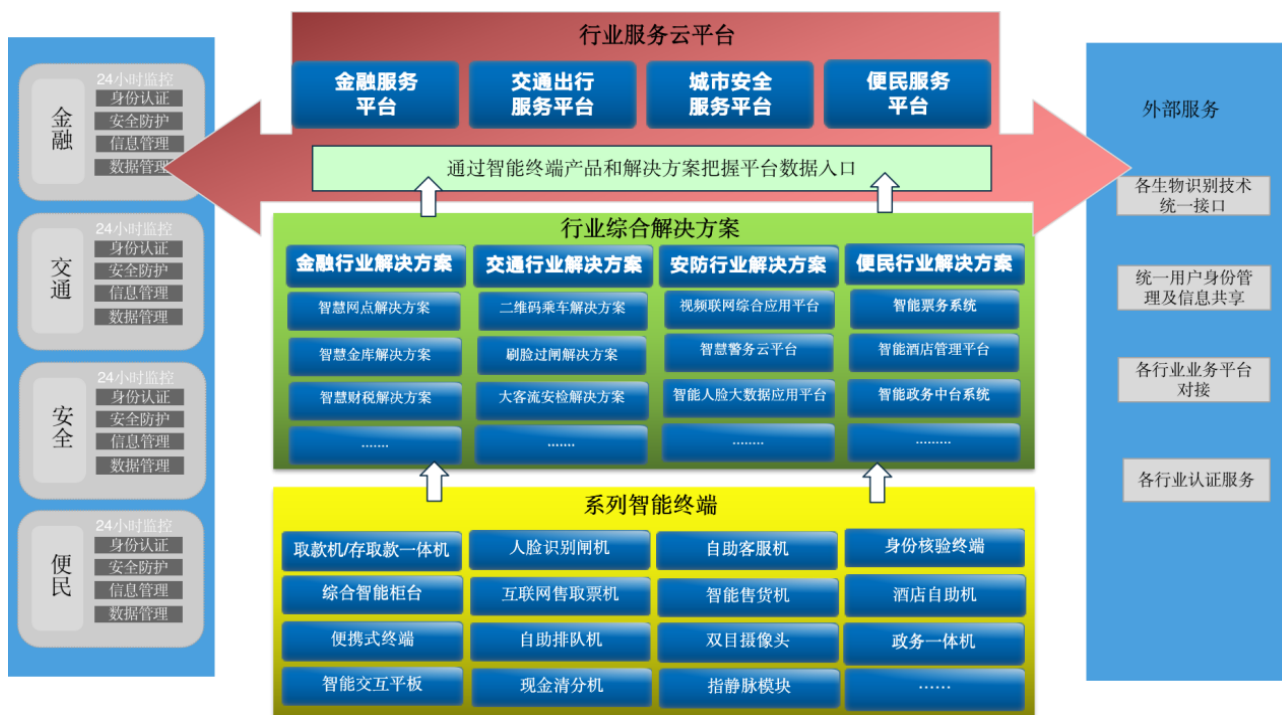 行业服务云平台
金融服务
平台
交通出行
服务平台
城市安全
服务平台
便民服务
平台
通过智能终端产品和解决方案把握平台数据入口
金融
24小时监控
身份认证
安全防护
信息管理
数据管理
交通
24小时监控
身份认证
安全防护
信息管理
数据管理
安全
24小时监控
身份认证
安全防护
信息管理
数据管理
便民
24小时监控
身份认证
安全防护
信息管理
数据管理
行业综合解决方案
金融行业解决方案
智慧网点解决方案
智慧金库解决方案
智慧财税解决方案
.......
交通行业解决方案
二维码乘车解决方案
刷脸过闸解决方案
大客流安检解决方案
.......
安防行业解决方案
视频联网综合应用平台
智慧警务云平台
智能人脸大数据应用平台
........
便民行业解决方案
智能票务系统
智能酒店管理平台
智能政务中台系统
.........
系列智能终端
取款机/存取款一体机
人脸识别闸机
自助客服机
身份核验终端
综合智能柜台
互联网售取票机
智能售货机
酒店自助机
便携式终端
自助排队机
双目摄像头
政务一体机
智能交互平板
现金清分机
指静脉模块
……
外部服务
各生物识别技术
统一接口
统一用户身份管
理及信息共享
各行业业务平台
对接
各行业认证服务